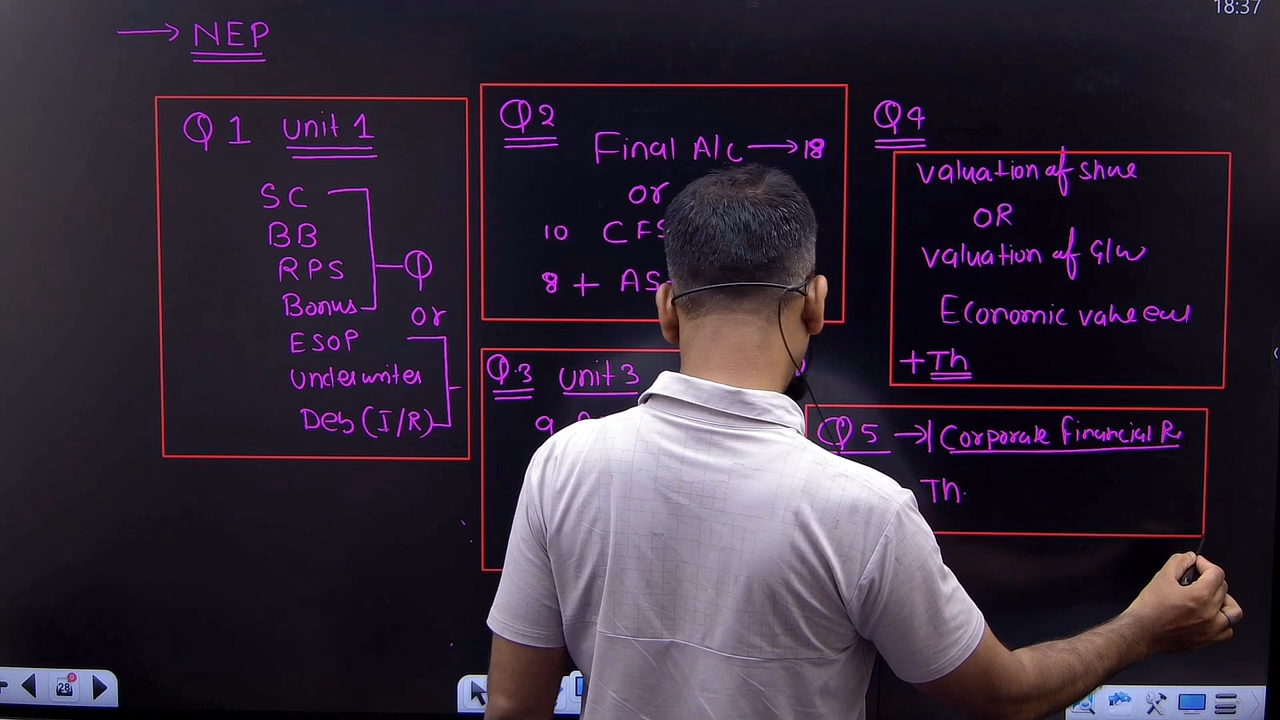 18:37
→ NEP
Q 1 Unit 1
SC
BB
RPS
Bonus
Q
or
ESOP
Underwriter
Deb (I/R)
Q2
Final A/c → 18
or
10 CFS
8 + AS
Q.3 Unit 3
9
Q4
Valuation of Share
OR
Valuation of G/w
Economic value
+ Th
Q5 → Corporate financial Re
Th.
28